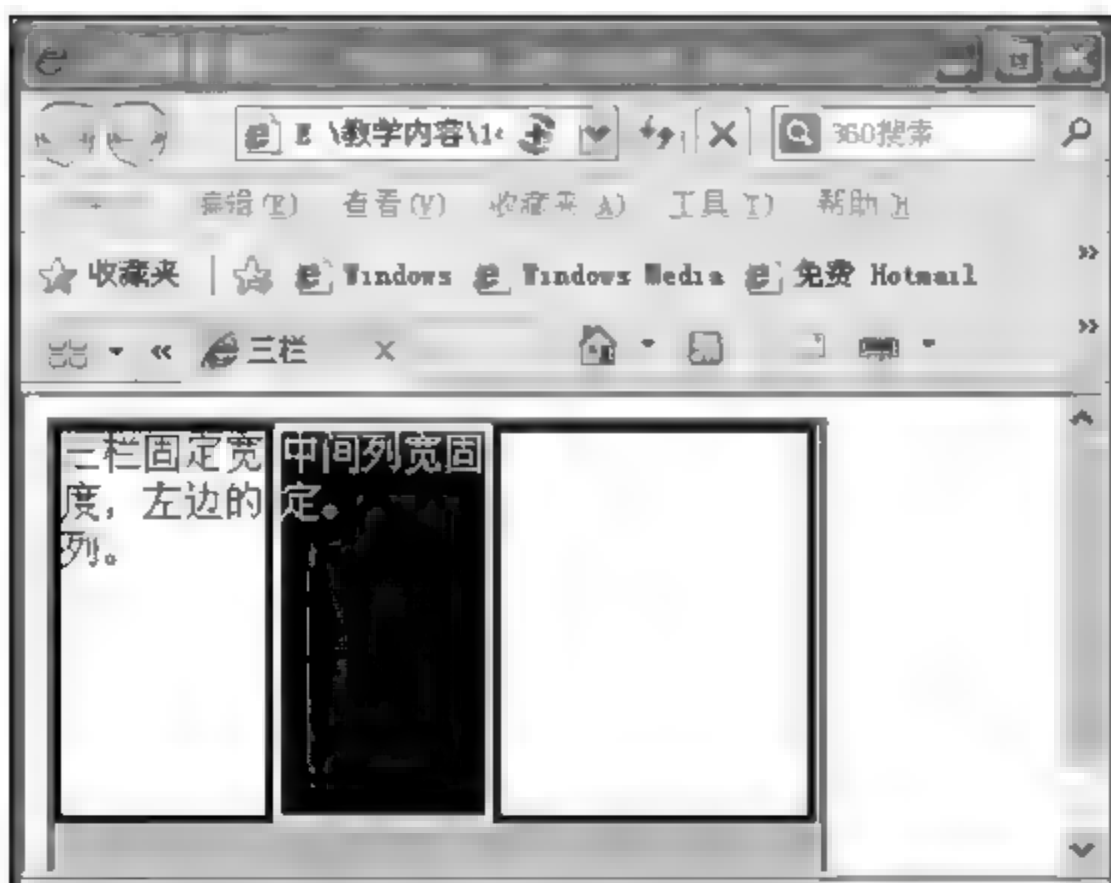 E \教学内容\1
360搜索
编辑(E) 查看(V) 收藏夹 A) 工具 T) 帮助 H
收藏夹 Windows Windows Media 免费 Hotmail
三栏
三栏固定宽
度，左边的
列。
中间列宽固
定。